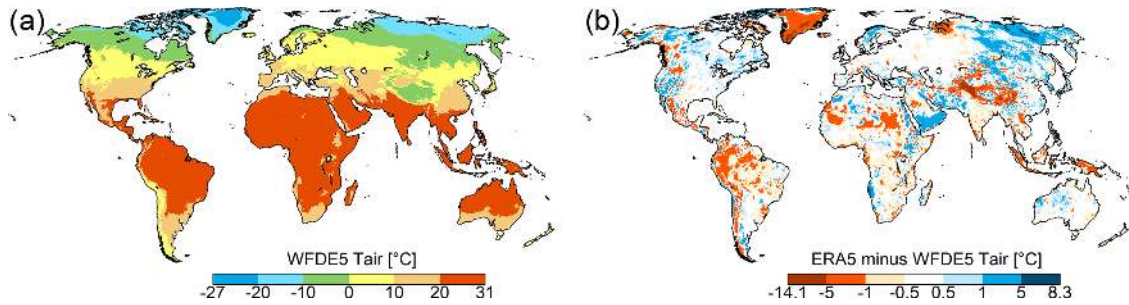 (a)
WFDE5 Tair [°C]
-27 -20 -10 0 10 20 31
(b)
ERA5 minus WFDE5 Tair [°C]
-14.1 -5 -1 -0.5 0.5 1 5 8.3